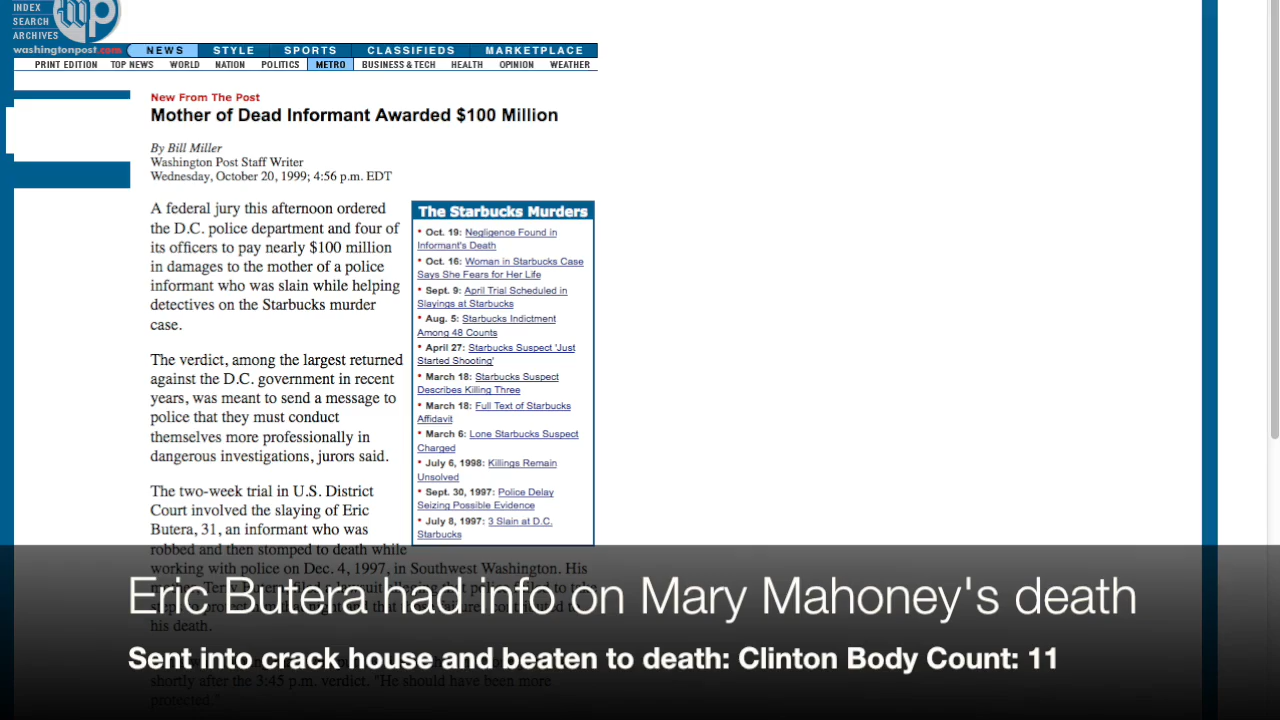 INDEX
SEARCH
ARCHIVES
wp
washingtonpost.com
NEWS STYLE SPORTS CLASSIFIEDS MARKETPLACE
PRINT EDITION TOP NEWS WORLD NATION POLITICS METRO BUSINESS & TECH HEALTH OPINION WEATHER
New From The Post
Mother of Dead Informant Awarded $100 Million
By Bill Miller
Washington Post Staff Writer
Wednesday, October 20, 1999; 4:56 p.m. EDT
A federal jury this afternoon ordered
the D.C. police department and four of
its officers to pay nearly $100 million
in damages to the mother of a police
informant who was slain while helping
detectives on the Starbucks murder
case.
The verdict, among the largest returned
against the D.C. government in recent
years, was meant to send a message to
police that they must conduct
themselves more professionally in
dangerous investigations, jurors said.
The two-week trial in U.S. District
Court involved the slaying of Eric
Butera, 31, an informant who was
robbed and then stomped to death while
working with police on Dec. 4, 1997, in Southwest Washington. His
his death.
shortly after the 3:45 p.m. verdict. "He should have been more
protected."
The Starbucks Murders
• Oct. 19: Negligence Found in
Informant's Death
• Oct. 16: Woman in Starbucks Case
Says She Fears for Her Life
• Sept. 9: April Trial Scheduled in
Slayings at Starbucks
• Aug. 5: Starbucks Indictment
Among 48 Counts
• April 27: Starbucks Suspect 'Just
Started Shooting'
• March 18: Starbucks Suspect
Describes Killing Three
• March 18: Full Text of Starbucks
Affidavit
• March 6: Lone Starbucks Suspect
Charged
• July 6, 1998: Killings Remain
Unsolved
• Sept. 30, 1997: Police Delay
Seizing Possible Evidence
• July 8, 1997: 3 Slain at D.C.
Starbucks
Eric Butera had info on Mary Mahoney's death
Sent into crack house and beaten to death: Clinton Body Count: 11